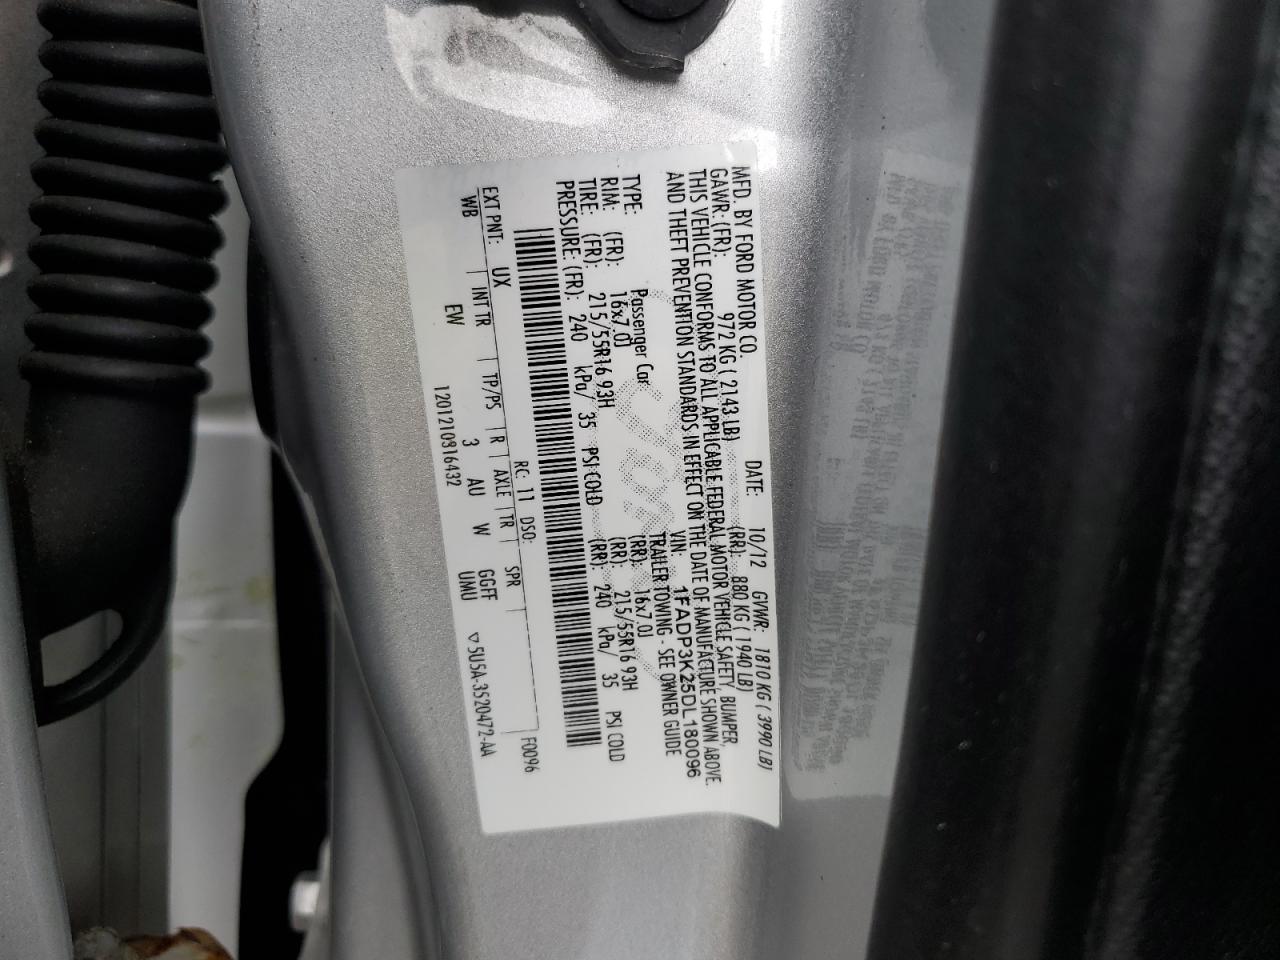 MFD. BY FORD MOTOR CO. DATE: 10/12 GVWR: 1810 KG ( 3990 LB)
GAWR: (FR): 972 KG ( 2143 LB) (RR): 880 KG ( 1940 LB)
THIS VEHICLE CONFORMS TO ALL APPLICABLE FEDERAL MOTOR VEHICLE SAFETY, BUMPER,
AND THEFT PREVENTION STANDARDS IN EFFECT ON THE DATE OF MANUFACTURE SHOWN ABOVE.
VIN: 1FADP3K25DL180096
TYPE: Passenger Car TRAILER TOWING - SEE OWNER GUIDE
RIM: (FR): 16x7.0J (RR): 16x7.0J
TIRE: (FR): 215/55R16 93H (RR): 215/55R16 93H
PRESSURE: (FR): 240 kPa/ 35 PSI COLD (RR): 240 kPa/ 35 PSI COLD
RC: 11 DSO: F0096
EXT PNT: UX INT TR TP/PS R AXLE TR SPR
WB EW 3 AU W GGFF
1201210816432 UMU ▽5U5A-3520472-AA